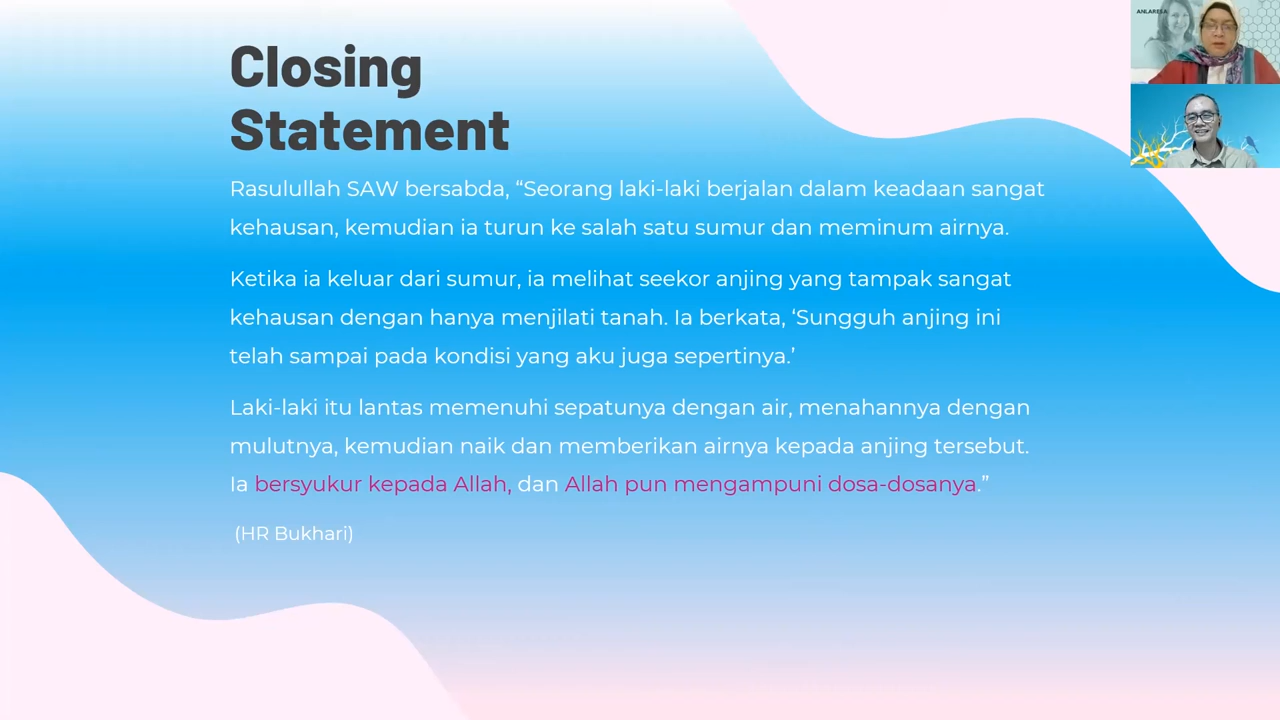 Closing
Statement
Rasulullah SAW bersabda, “Seorang laki-laki berjalan dalam keadaan sangat
kehausan, kemudian ia turun ke salah satu sumur dan meminum airnya.
Ketika ia keluar dari sumur, ia melihat seekor anjing yang tampak sangat
kehausan dengan hanya menjilati tanah. Ia berkata, ‘Sungguh anjing ini
telah sampai pada kondisi yang aku juga sepertinya.’
Laki-laki itu lantas memenuhi sepatunya dengan air, menahannya dengan
mulutnya, kemudian naik dan memberikan airnya kepada anjing tersebut.
Ia bersyukur kepada Allah, dan Allah pun mengampuni dosa-dosanya.”
(HR Bukhari)